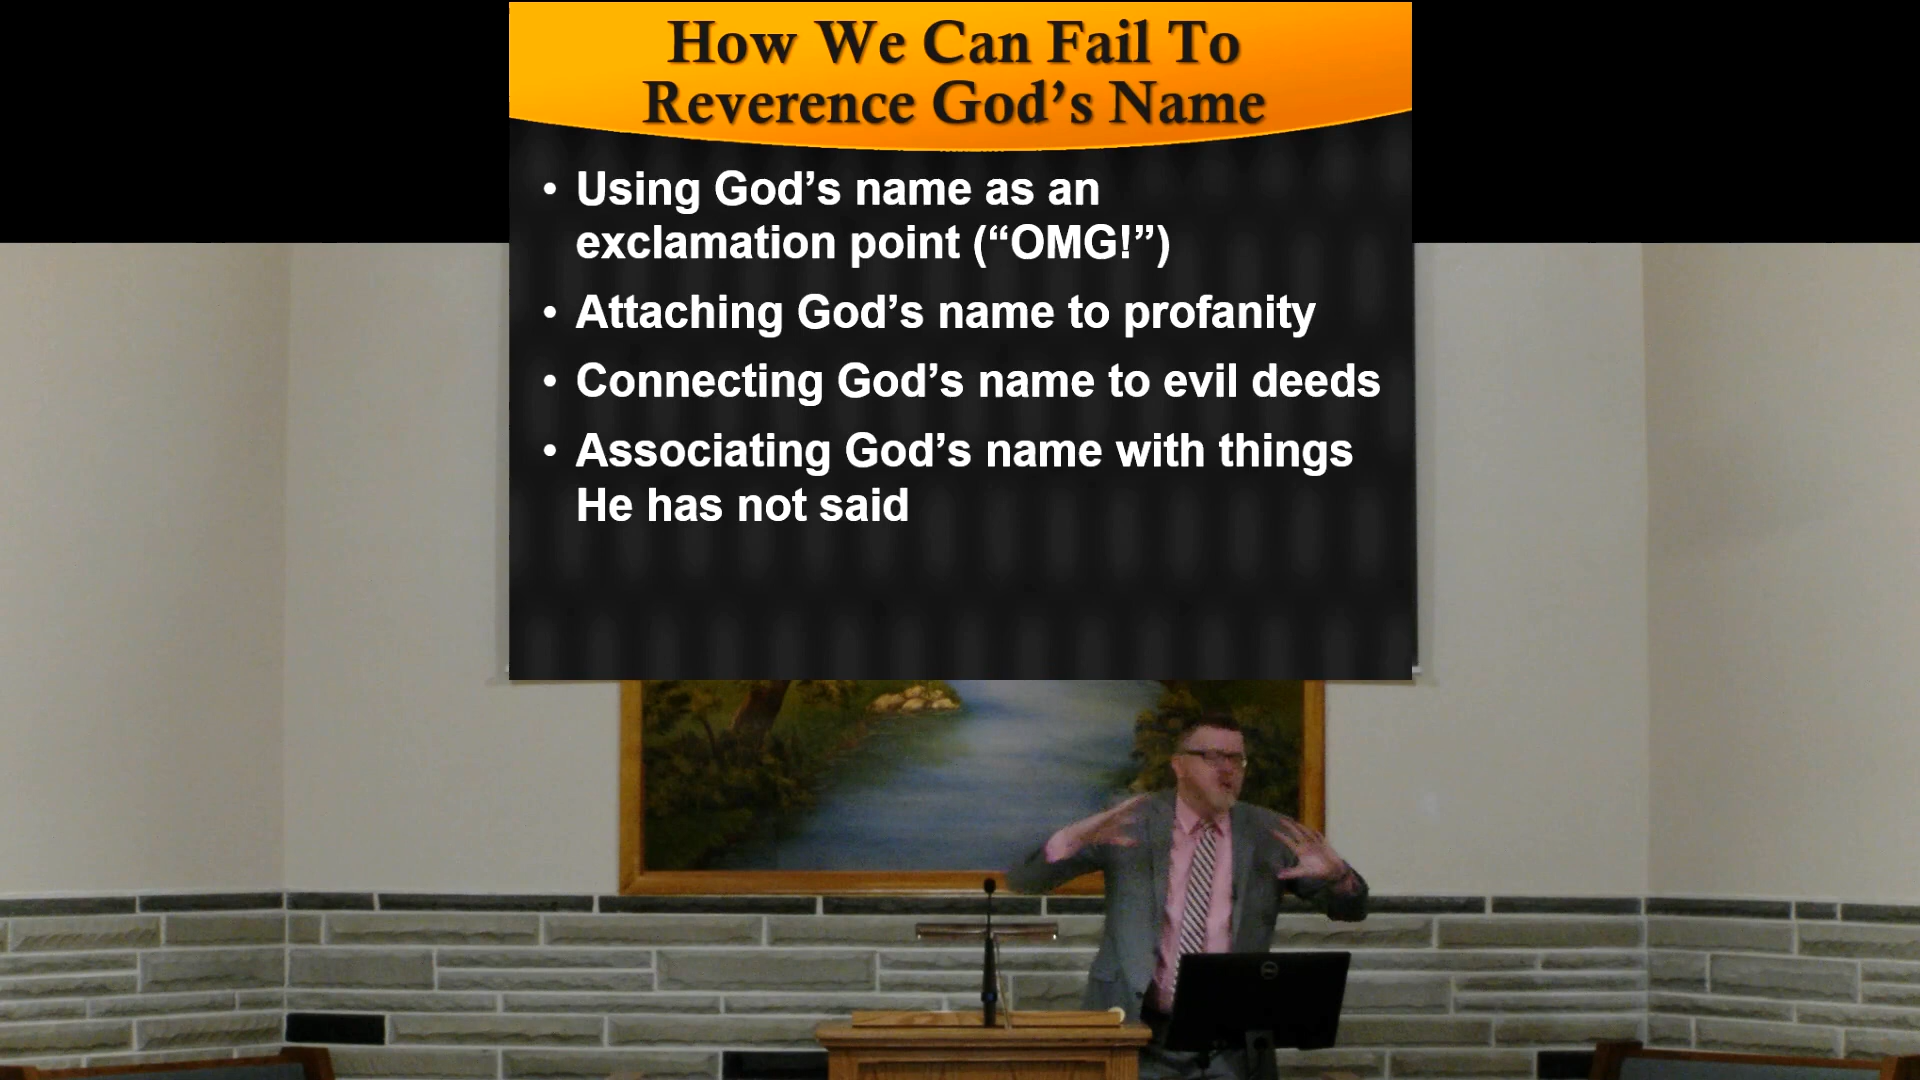 How We Can Fail To
Reverence God’s Name
• Using God’s name as an
exclamation point (“OMG!”)
• Attaching God’s name to profanity
• Connecting God’s name to evil deeds
• Associating God’s name with things
He has not said
DELL